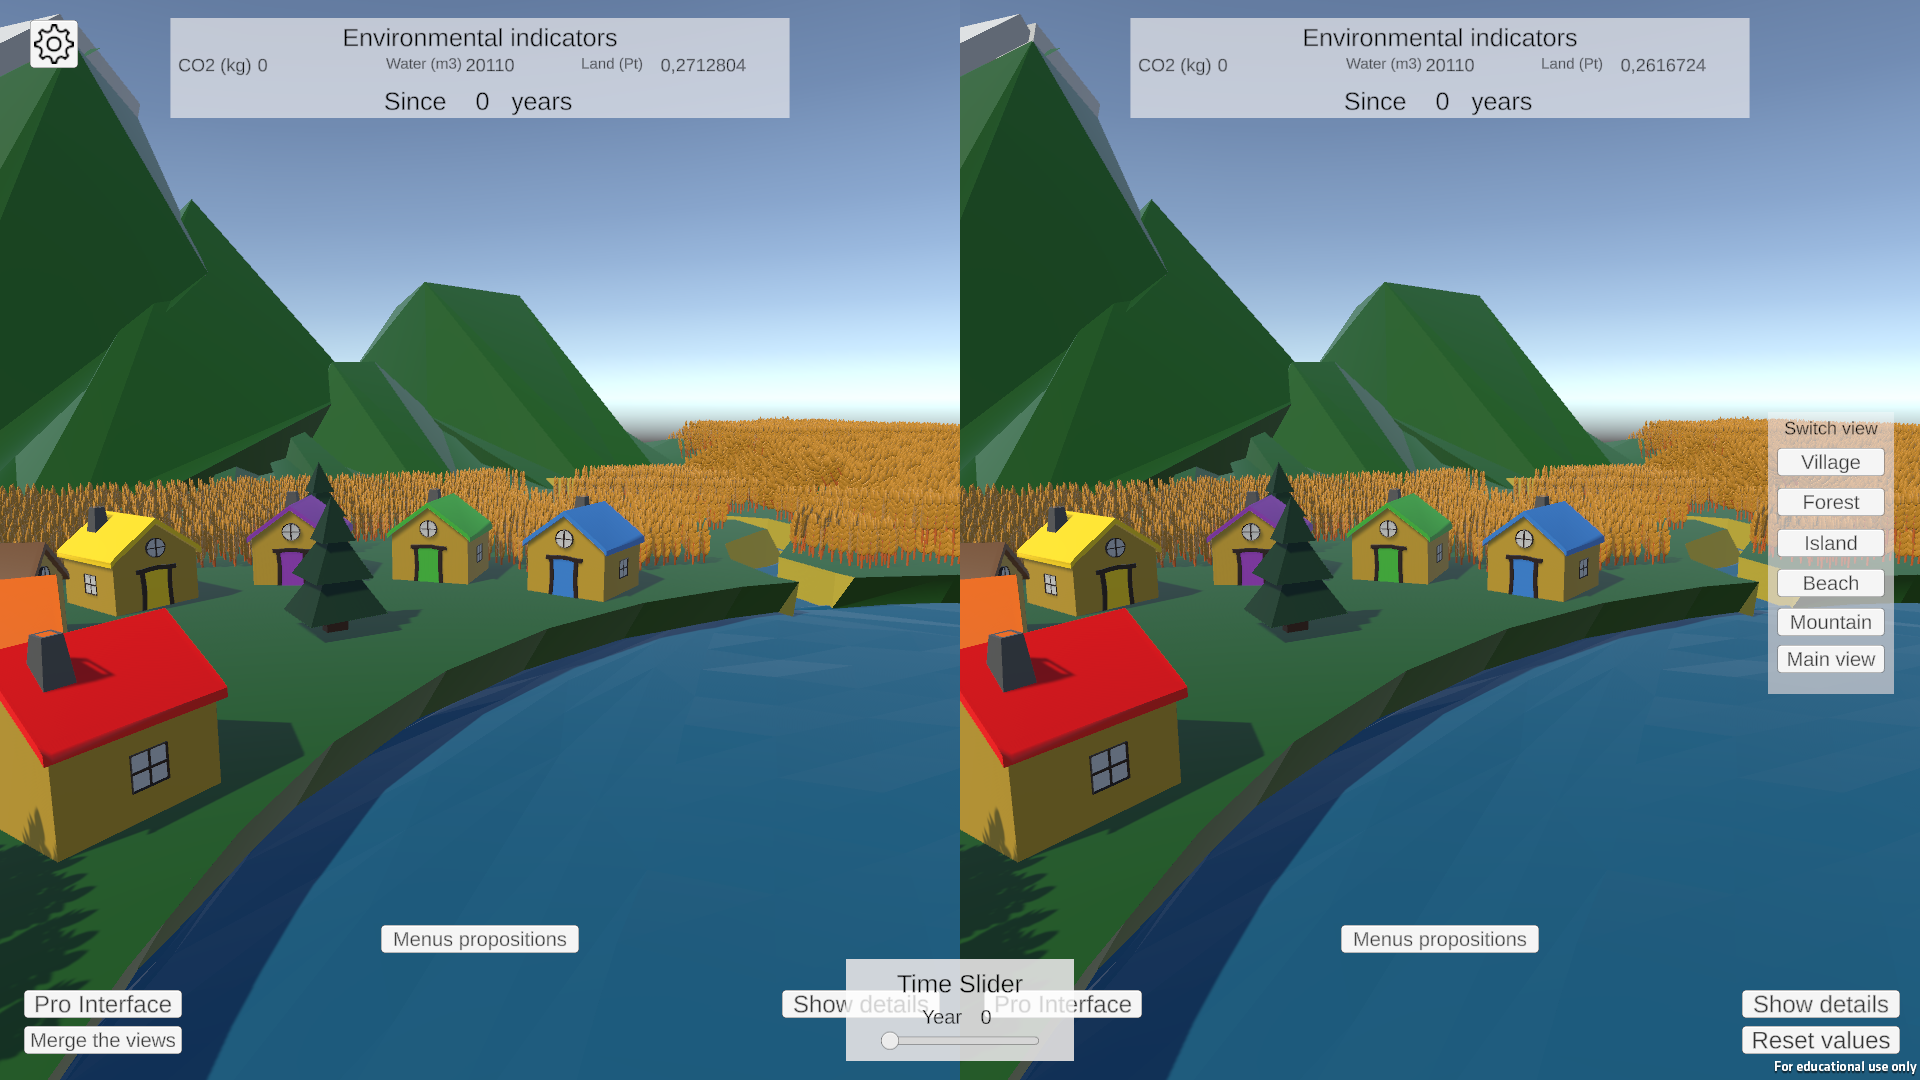 Environmental indicators
CO2 (kg) 0 Water (m3) 20110 Land (Pt) 0,2712804
Since 0 years
Environmental indicators
CO2 (kg) 0 Water (m3) 20110 Land (Pt) 0,2616724
Since 0 years
Switch view
Village
Forest
Island
Beach
Mountain
Main view
Menus propositions
Menus propositions
Pro Interface
Merge the views
Show details
Time Slider
Year 0
Pro Interface
Show details
Reset values
For educational use only